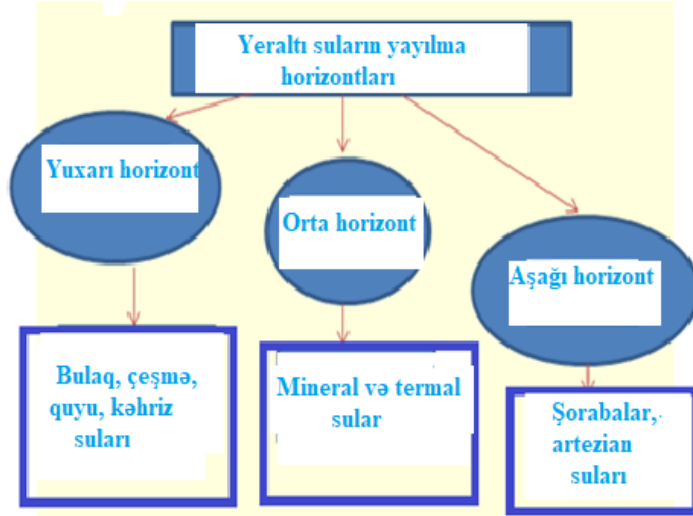 Yeraltı suların yayılma
horizontları
Yuxarı horizont
Orta horizont
Aşağı horizont
Bulaq, çeşmə,
quyu, kəhriz
suları
Mineral və termal
sular
Şorabalar,
artezian
suları